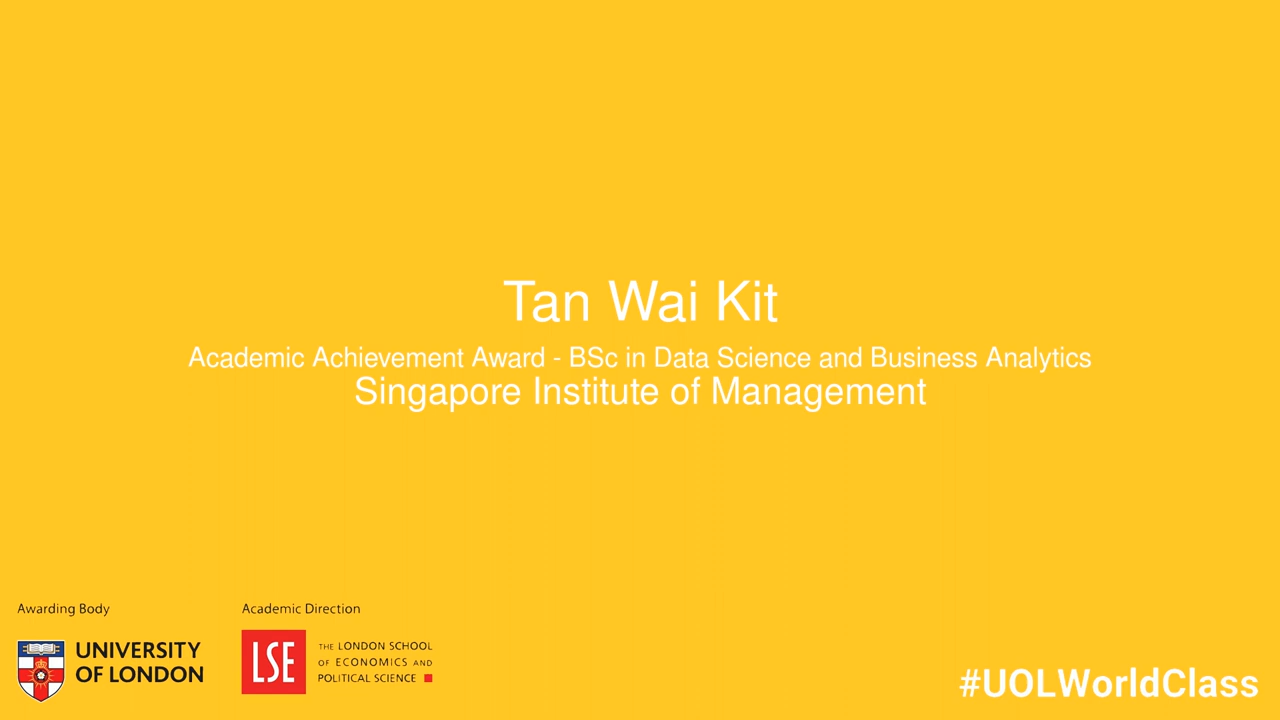 Tan Wai Kit
Academic Achievement Award - BSc in Data Science and Business Analytics
Singapore Institute of Management
Awarding Body
UNIVERSITY
OF LONDON
Academic Direction
LSE
THE LONDON SCHOOL
OF ECONOMICS AND
POLITICAL SCIENCE
#UOLWorldClass